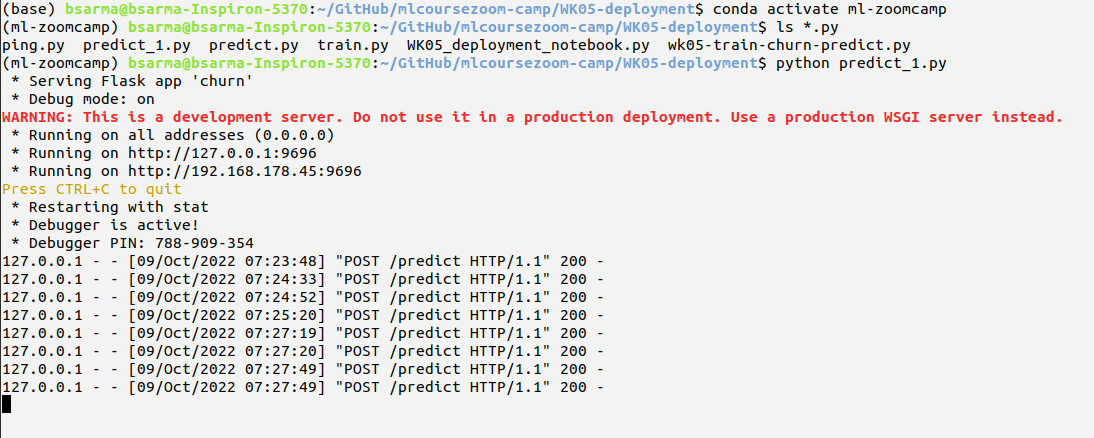 (base) bsarma@bsarma-Inspiron-5370:~/GitHub/mlcoursezoom-camp/WK05-deployment$ conda activate ml-zoomcamp
(ml-zoomcamp) bsarma@bsarma-Inspiron-5370:~/GitHub/mlcoursezoom-camp/WK05-deployment$ ls *.py
ping.py  predict_1.py  predict.py  train.py  WK05_deployment_notebook.py  wk05-train-churn-predict.py
(ml-zoomcamp) bsarma@bsarma-Inspiron-5370:~/GitHub/mlcoursezoom-camp/WK05-deployment$ python predict_1.py
 * Serving Flask app 'churn'
 * Debug mode: on
WARNING: This is a development server. Do not use it in a production deployment. Use a production WSGI server instead.
 * Running on all addresses (0.0.0.0)
 * Running on http://127.0.0.1:9696
 * Running on http://192.168.178.45:9696
Press CTRL+C to quit
 * Restarting with stat
 * Debugger is active!
 * Debugger PIN: 788-909-354
127.0.0.1 - - [09/Oct/2022 07:23:48] "POST /predict HTTP/1.1" 200 -
127.0.0.1 - - [09/Oct/2022 07:24:33] "POST /predict HTTP/1.1" 200 -
127.0.0.1 - - [09/Oct/2022 07:24:52] "POST /predict HTTP/1.1" 200 -
127.0.0.1 - - [09/Oct/2022 07:25:20] "POST /predict HTTP/1.1" 200 -
127.0.0.1 - - [09/Oct/2022 07:27:19] "POST /predict HTTP/1.1" 200 -
127.0.0.1 - - [09/Oct/2022 07:27:20] "POST /predict HTTP/1.1" 200 -
127.0.0.1 - - [09/Oct/2022 07:27:49] "POST /predict HTTP/1.1" 200 -
127.0.0.1 - - [09/Oct/2022 07:27:49] "POST /predict HTTP/1.1" 200 -